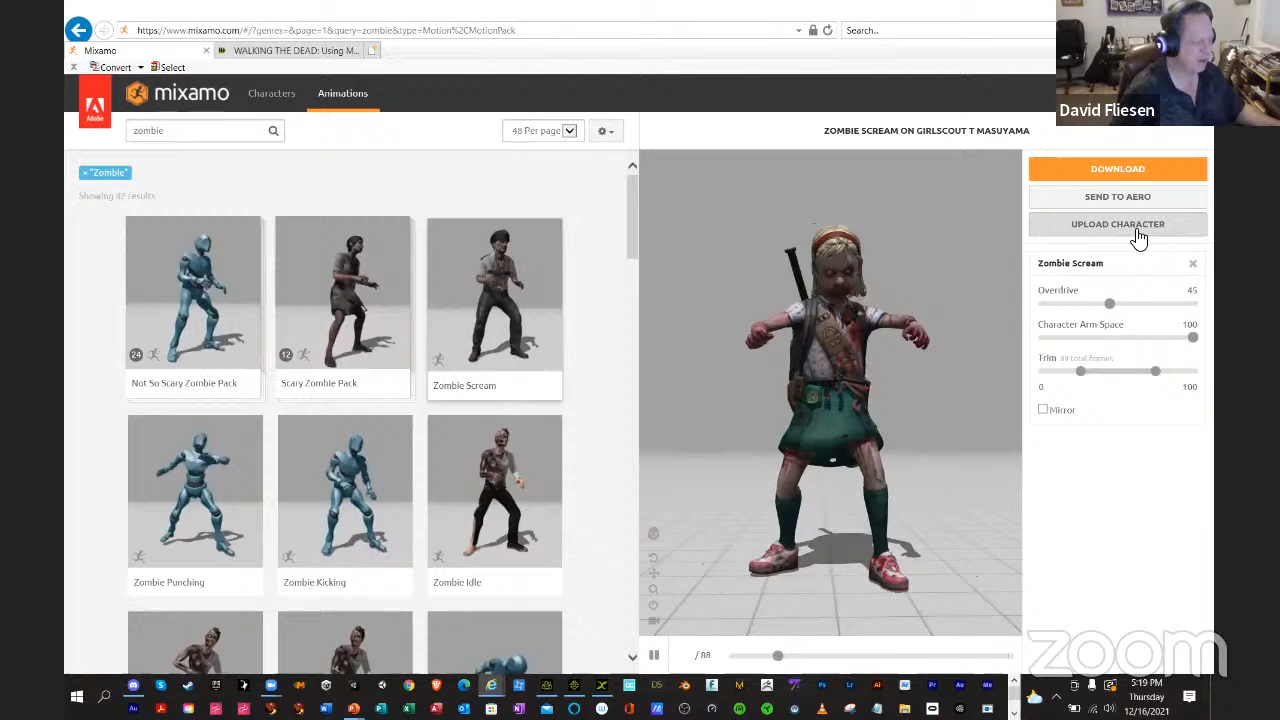 https://www.mixamo.com/#/?genres=&page=1&query=zombie&type=Motion%2CMotionPack
Search...
Mixamo
WALKING THE DEAD: Using M...
Convert
Select
David Fliesen
Adobe
mixamo
Characters
Animations
zombie
48 Per page
ZOMBIE SCREAM ON GIRLSCOUT T MASUYAMA
× "Zombie"
Showing 42 results
DOWNLOAD
SEND TO AERO
UPLOAD CHARACTER
24
12
Not So Scary Zombie Pack
Scary Zombie Pack
Zombie Scream
Zombie Scream
Overdrive
45
Character Arm-Space
100
Trim
89 total frames
0
100
Mirror
Zombie Punching
Zombie Kicking
Zombie Idle
/ 88
zoom
5:19 PM
Thursday
12/16/2021